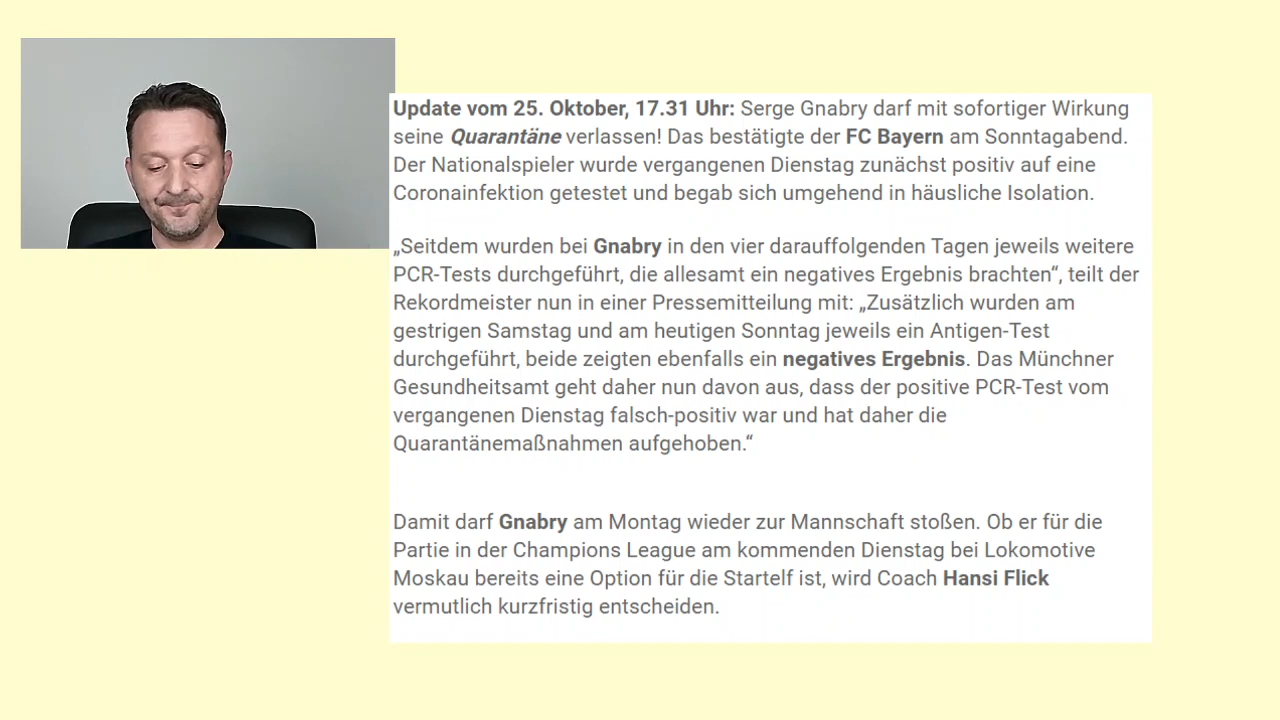 Update vom 25. Oktober, 17.31 Uhr: Serge Gnabry darf mit sofortiger Wirkung
seine Quarantäne verlassen! Das bestätigte der FC Bayern am Sonntagabend.
Der Nationalspieler wurde vergangenen Dienstag zunächst positiv auf eine
Coronainfektion getestet und begab sich umgehend in häusliche Isolation.
„Seitdem wurden bei Gnabry in den vier darauffolgenden Tagen jeweils weitere
PCR-Tests durchgeführt, die allesamt ein negatives Ergebnis brachten“, teilt der
Rekordmeister nun in einer Pressemitteilung mit: „Zusätzlich wurden am
gestrigen Samstag und am heutigen Sonntag jeweils ein Antigen-Test
durchgeführt, beide zeigten ebenfalls ein negatives Ergebnis. Das Münchner
Gesundheitsamt geht daher nun davon aus, dass der positive PCR-Test vom
vergangenen Dienstag falsch-positiv war und hat daher die
Quarantänemaßnahmen aufgehoben.“
Damit darf Gnabry am Montag wieder zur Mannschaft stoßen. Ob er für die
Partie in der Champions League am kommenden Dienstag bei Lokomotive
Moskau bereits eine Option für die Startelf ist, wird Coach Hansi Flick
vermutlich kurzfristig entscheiden.